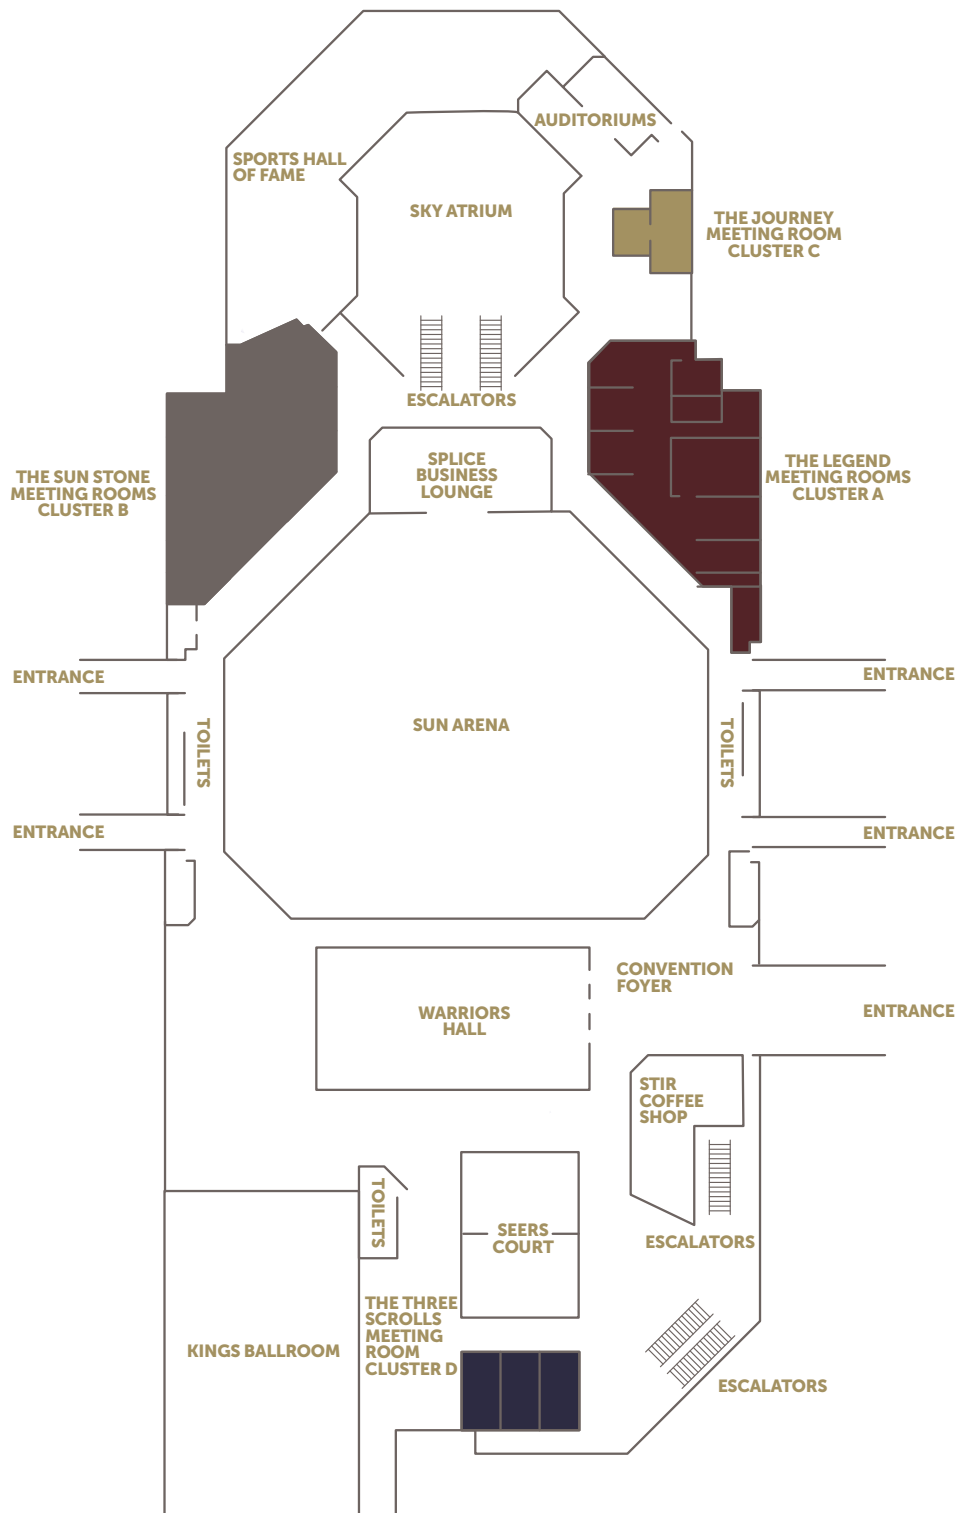 AUDITORIUMS
SPORTS HALL
OF FAME
SKY ATRIUM
THE JOURNEY
MEETING ROOM
CLUSTER C
ESCALATORS
SPLICE
BUSINESS
LOUNGE
THE SUN STONE
MEETING ROOMS
CLUSTER B
THE LEGEND
MEETING ROOMS
CLUSTER A
ENTRANCE
ENTRANCE
TOILETS
SUN ARENA
TOILETS
ENTRANCE
ENTRANCE
CONVENTION
FOYER
WARRIORS
HALL
ENTRANCE
STIR
COFFEE
SHOP
TOILETS
SEERS
COURT
ESCALATORS
THE THREE
SCROLLS
MEETING
ROOM
CLUSTER D
KINGS BALLROOM
ESCALATORS